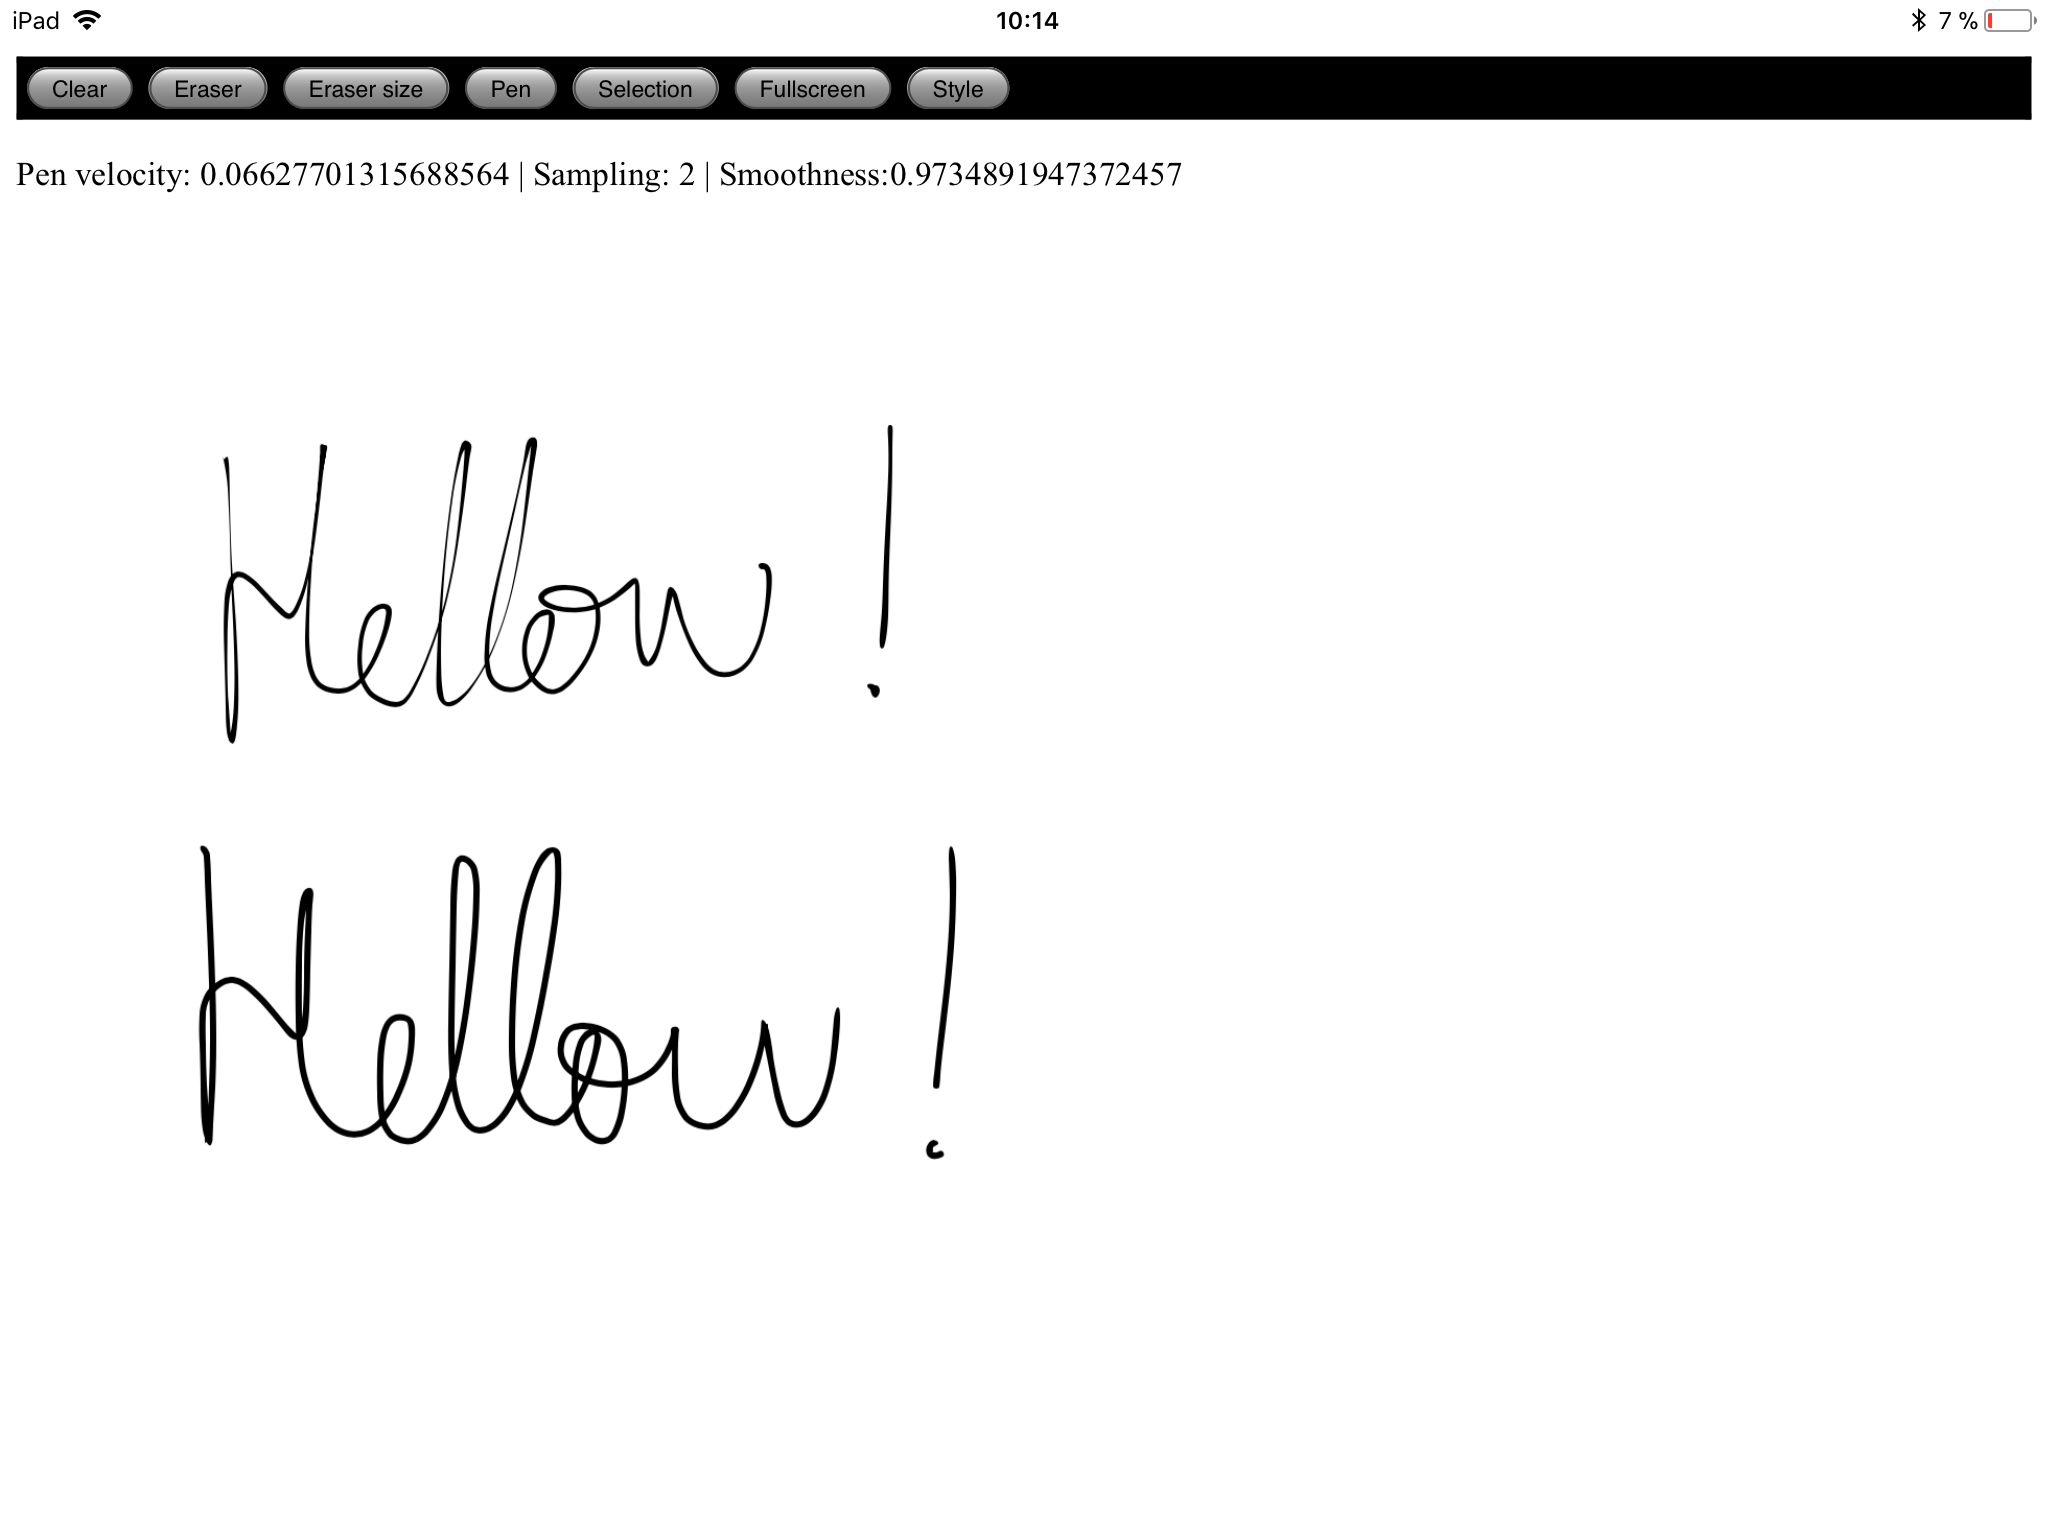 iPad 10:14 7 %
Clear Eraser Eraser size Pen Selection Fullscreen Style
Pen velocity: 0.06627701315688564 | Sampling: 2 | Smoothness:0.9734891947372457
Hellow !
Hellow !